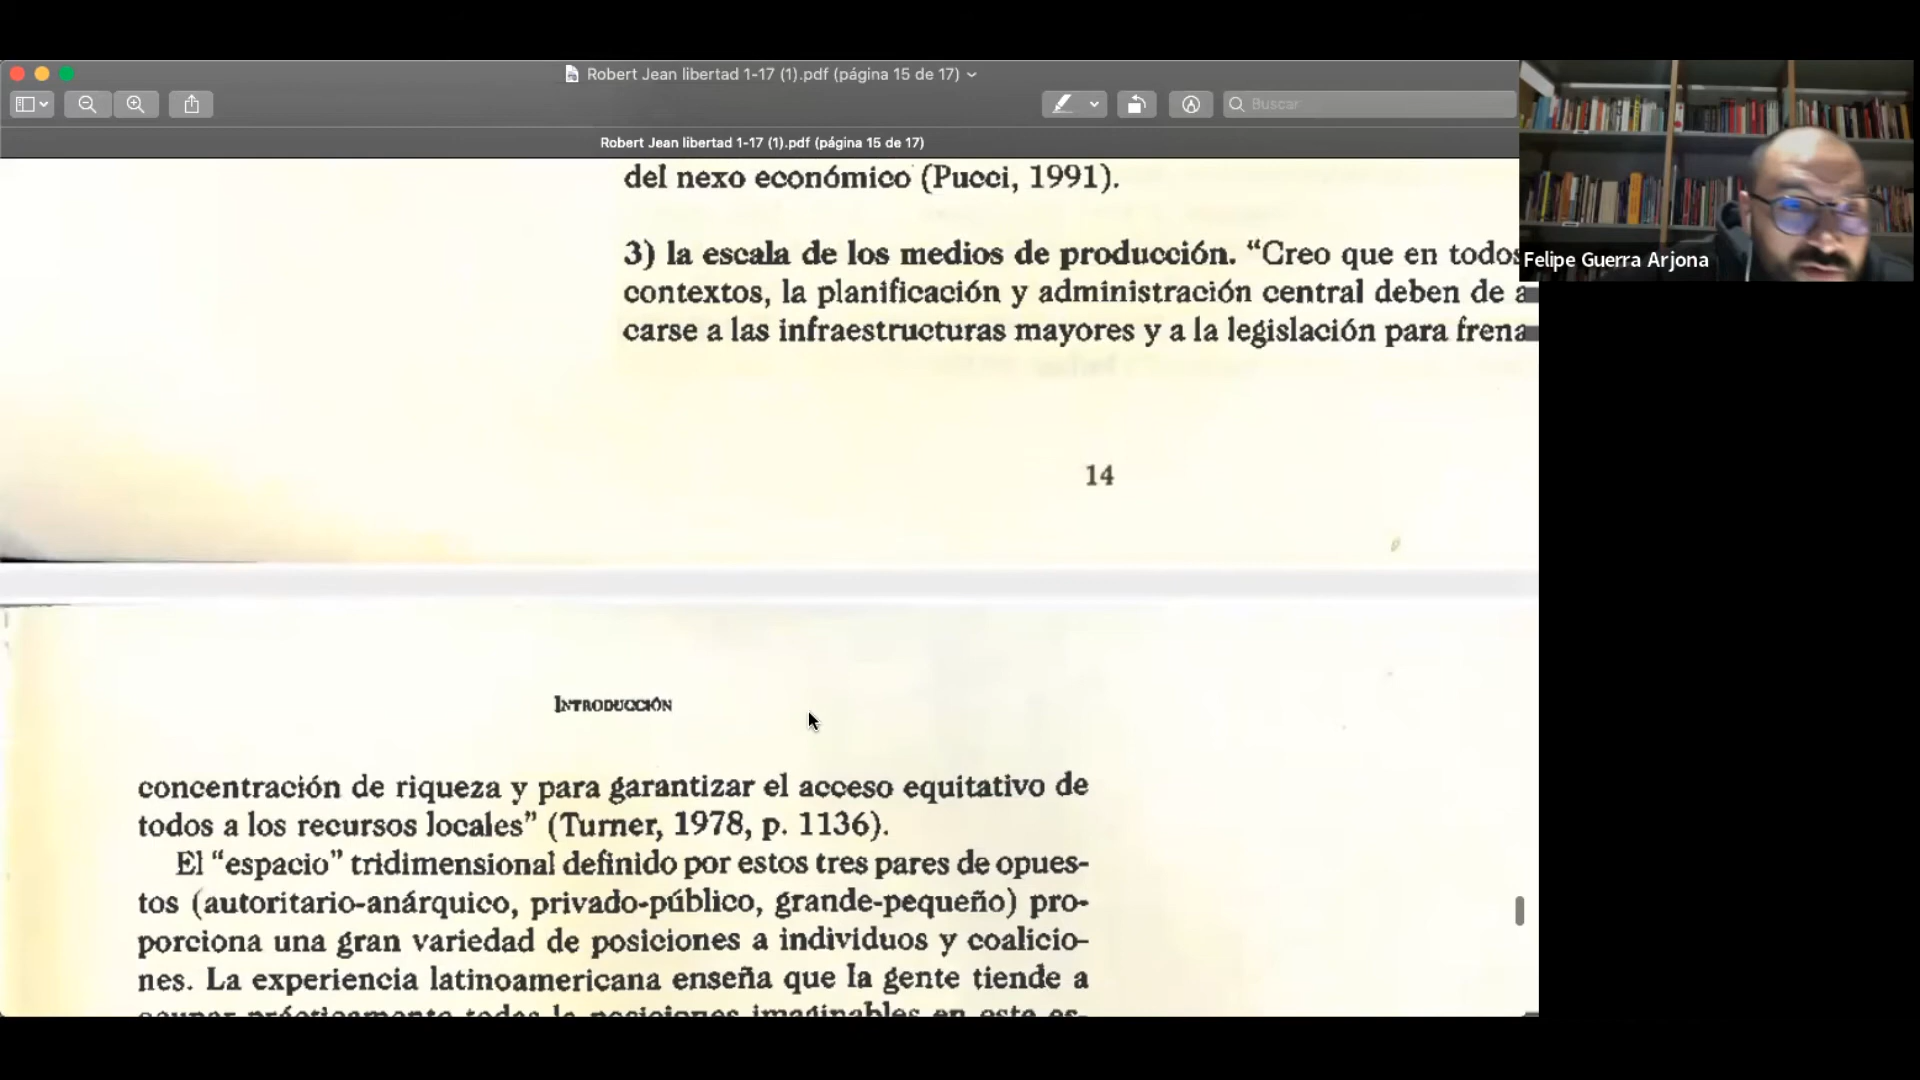 Robert Jean libertad 1-17 (1).pdf (página 15 de 17)
Buscar
Robert Jean libertad 1-17 (1).pdf (página 15 de 17)
del nexo económico (Pucci, 1991).
3) la escala de los medios de producción. “Creo que en todos
contextos, la planificación y administración central deben de a
carse a las infraestructuras mayores y a la legislación para frena
14
INTRODUCCIÓN
concentración de riqueza y para garantizar el acceso equitativo de
todos a los recursos locales” (Turner, 1978, p. 1136).
El “espacio” tridimensional definido por estos tres pares de opues-
tos (autoritario-anárquico, privado-público, grande-pequeño) pro-
porciona una gran variedad de posiciones a individuos y coalicio-
nes. La experiencia latinoamericana enseña que la gente tiende a
Felipe Guerra Arjona